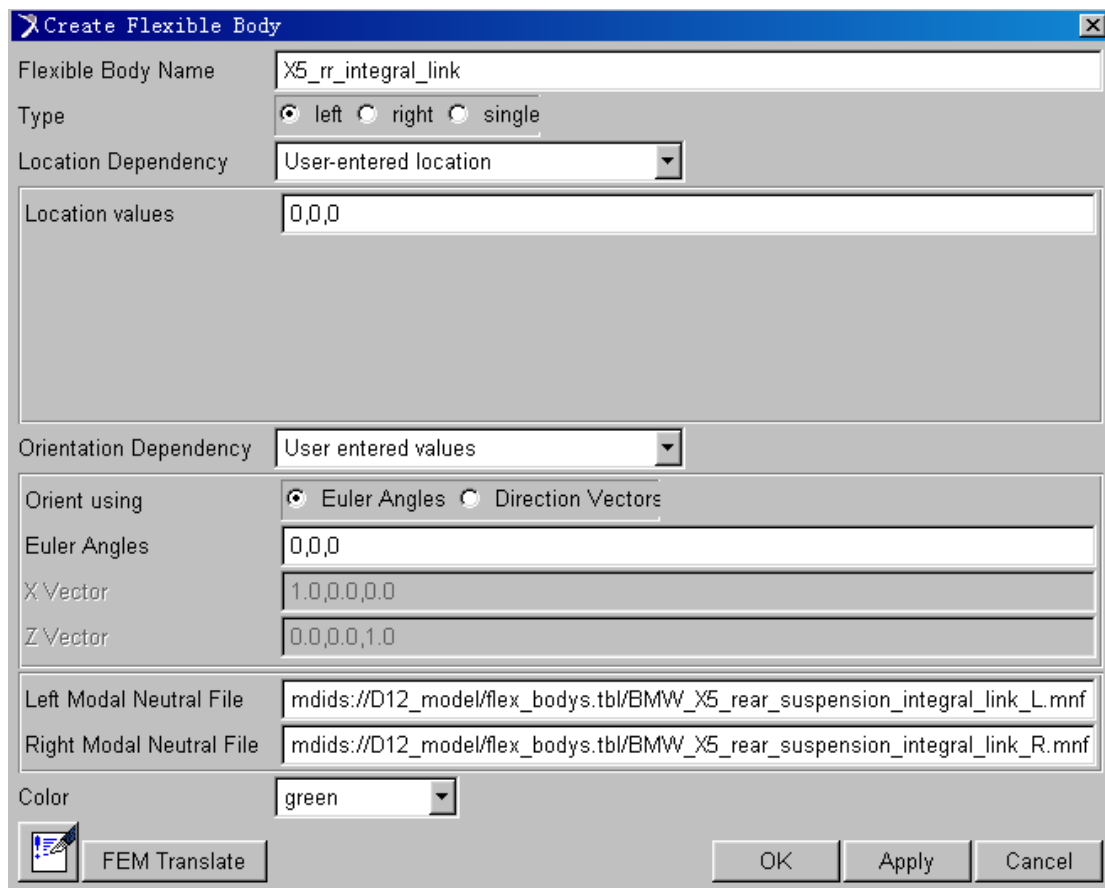 Create Flexible Body
Flexible Body Name X5_rr_integral_link
Type left right single
Location Dependency User-entered location
Location values 0,0,0
Orientation Dependency User entered values
Orient using Euler Angles Direction Vectors
Euler Angles 0,0,0
X Vector 1.0,0.0,0.0
Z Vector 0.0,0.0,1.0
Left Modal Neutral File mdids://D12_model/flex_bodys.tbl/BMW_X5_rear_suspension_integral_link_L.mnf
Right Modal Neutral File mdids://D12_model/flex_bodys.tbl/BMW_X5_rear_suspension_integral_link_R.mnf
Color green
FEM Translate OK Apply Cancel